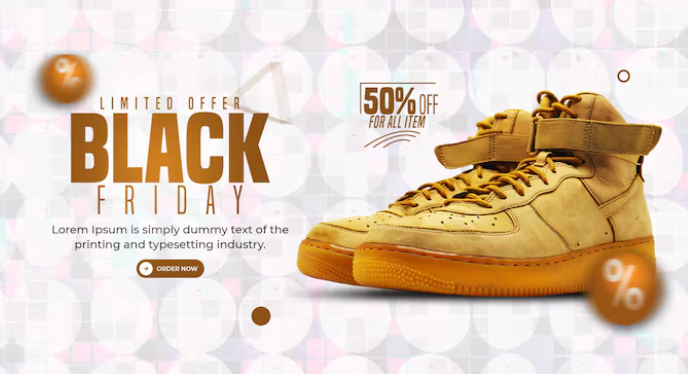 %
LIMITED OFFER
BLACK
FRIDAY
Lorem Ipsum is simply dummy text of the
printing and typesetting industry.
ORDER NOW
50% OFF
FOR ALL ITEM
%